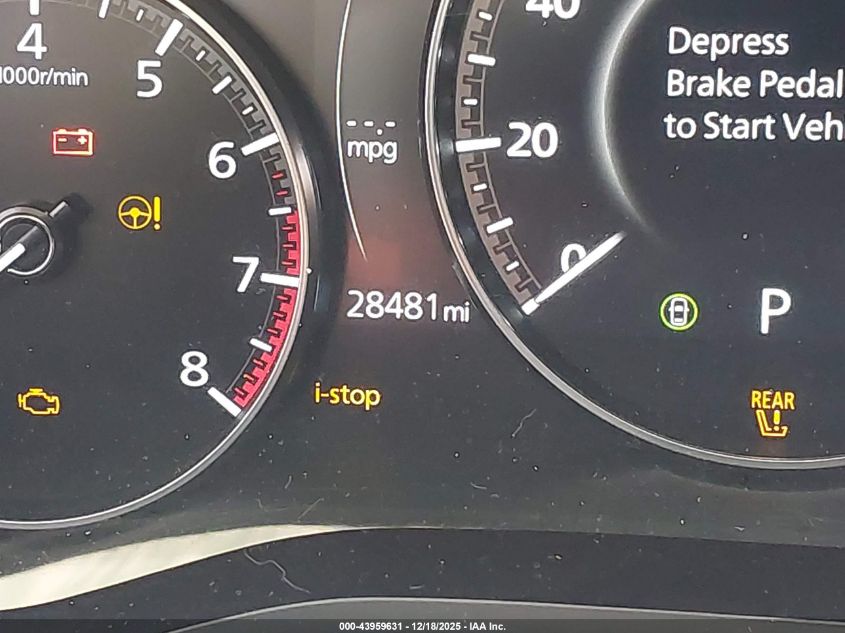 4
1000r/min
5
6
7
8
--.-
mpg
28481 mi
i-stop
40
20
0
Depress
Brake Pedal
to Start Veh
P
REAR
000-43959631 - 12/18/2025 - IAA Inc.